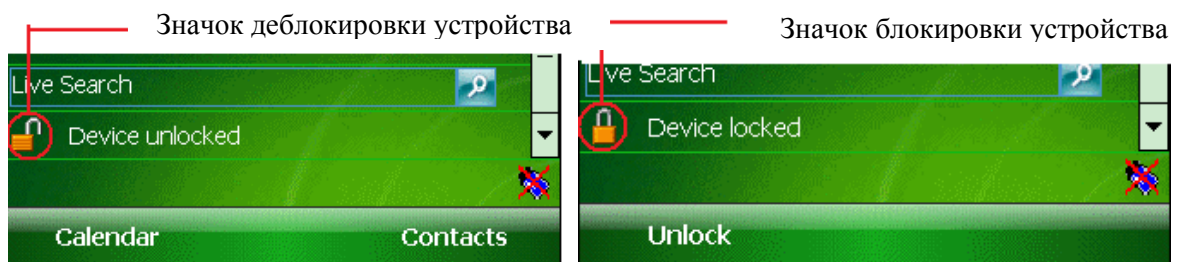 Значок деблокировки устройства
Значок блокировки устройства
Live Search
Device unlocked
Calendar
Contacts
Live Search
Device locked
Unlock